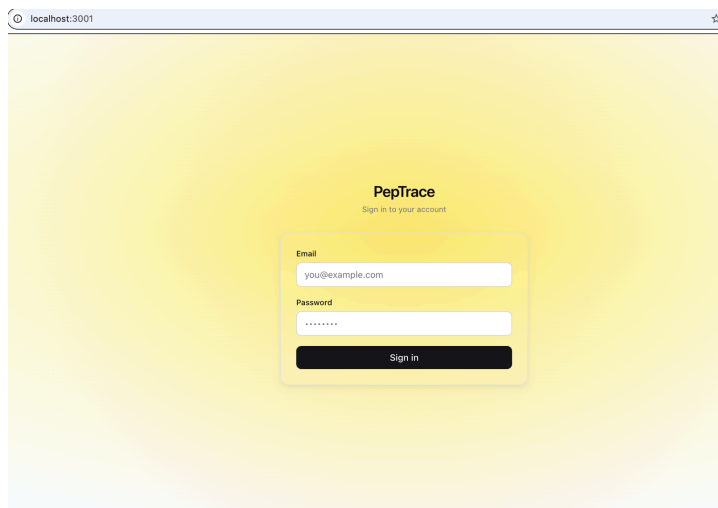 localhost:3001
PepTrace
Sign in to your account
Email
you@example.com
Password
........
Sign in